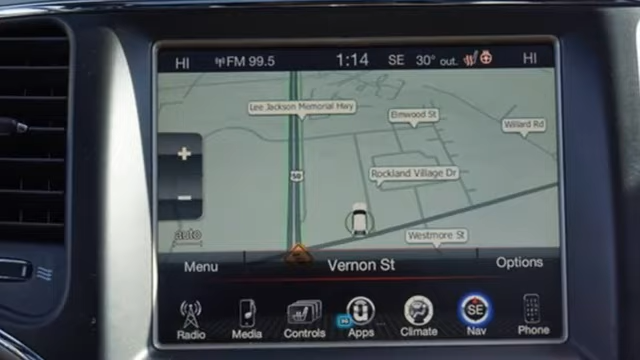 HI FM 99.5 1:14 SE 30° out. HI
Lee Jackson Memorial Hwy
Elmwood St
Willard Rd
50
Rockland Village Dr
auto
Westmore St
Menu Vernon St Options
SE
Radio Media Controls Apps Climate Nav Phone